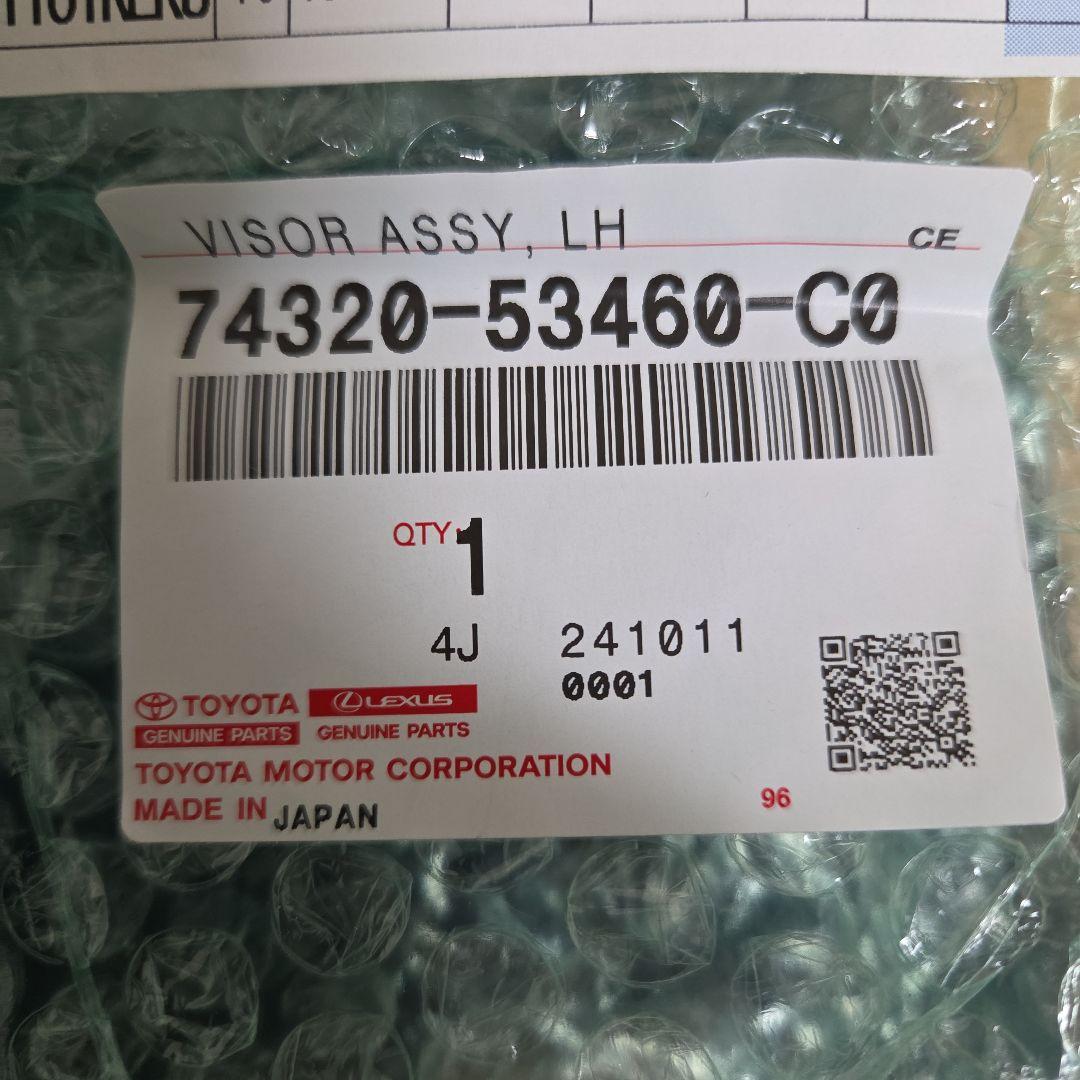 VISOR ASSY, LH
CE
74320-53460-C0
QTY 1
4J 241011
0001
TOYOTA LEXUS
GENUINE PARTS GENUINE PARTS
TOYOTA MOTOR CORPORATION
MADE IN JAPAN
96